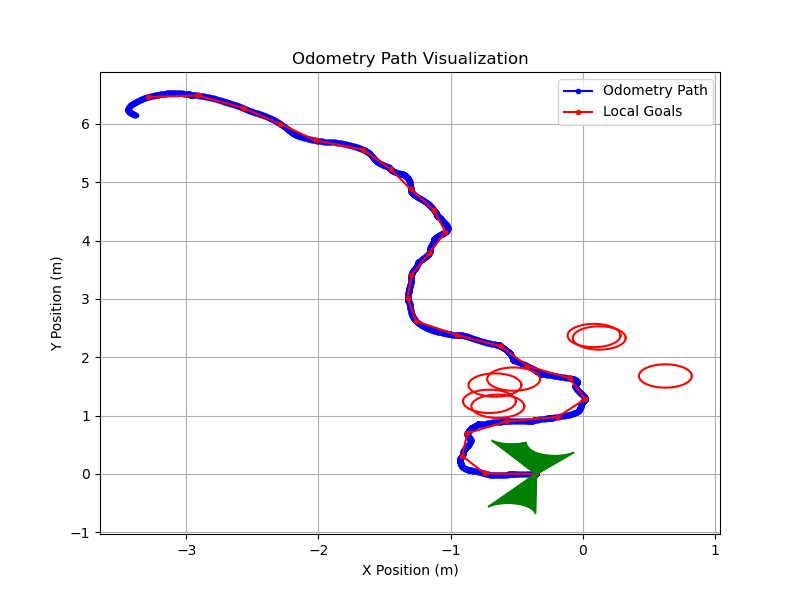 Odometry Path Visualization
Odometry Path
Local Goals
Y Position (m)
6
5
4
3
2
1
0
−1
−3
−2
−1
0
1
X Position (m)